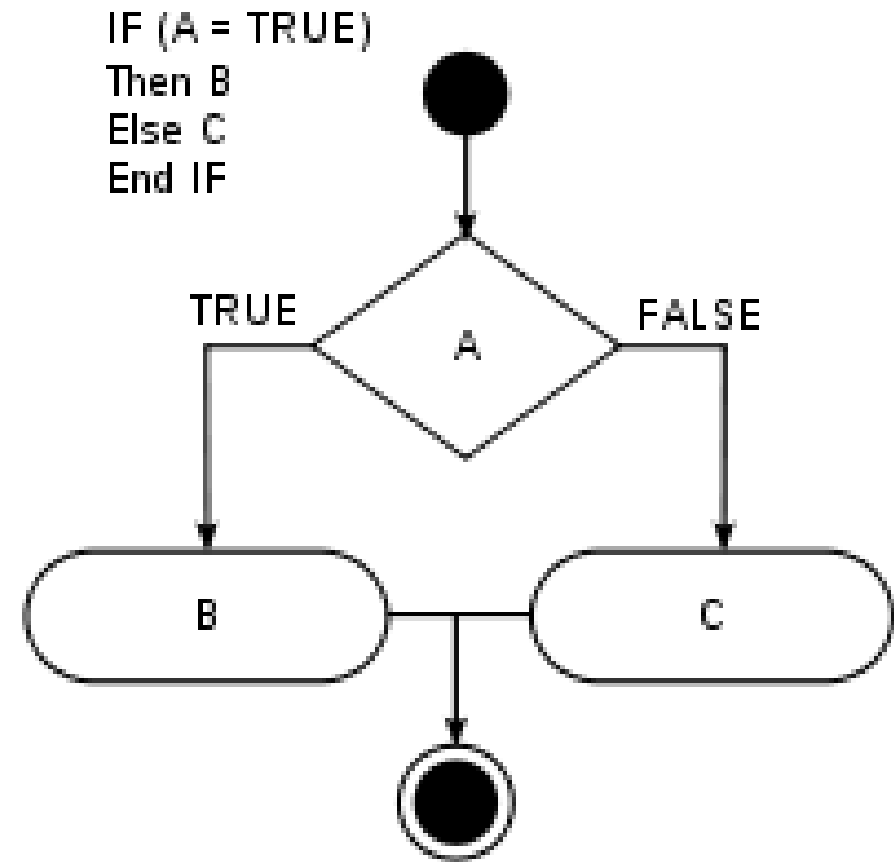 IF (A = TRUE)
Then B
Else C
End IF
TRUE
FALSE
A
B
C